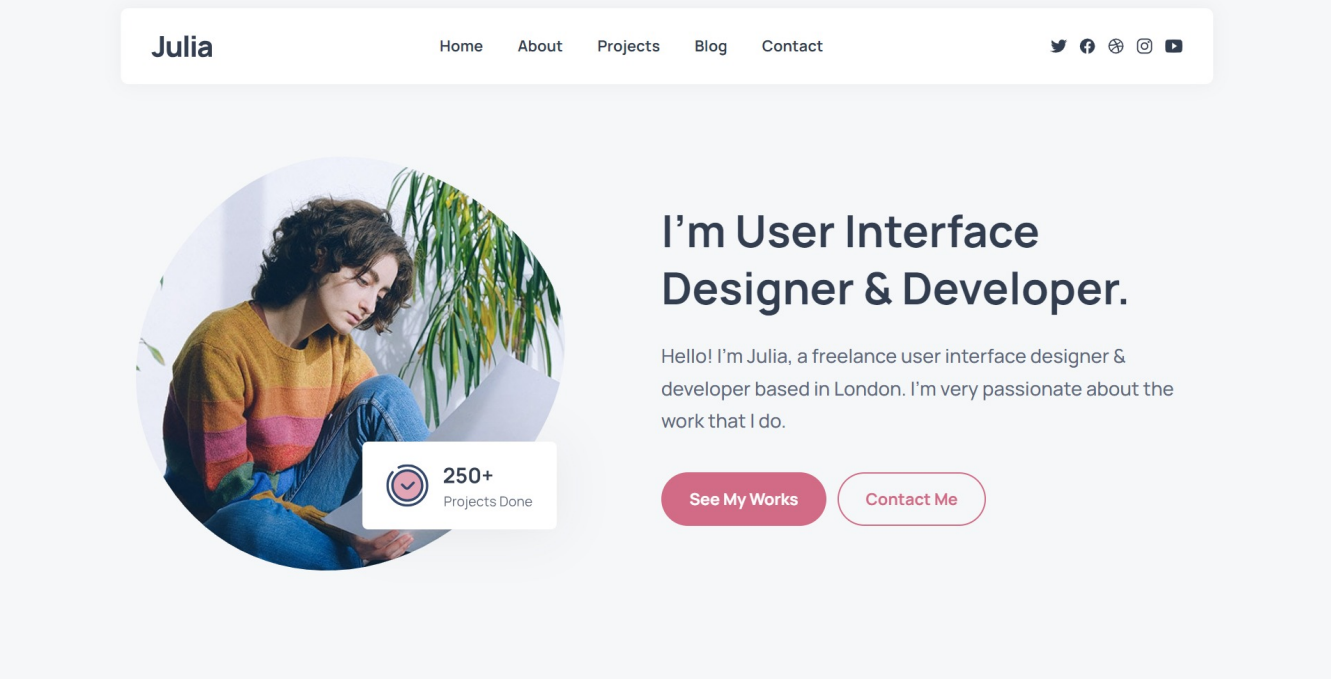 Julia
Home
About
Projects
Blog
Contact
I’m User Interface
Designer & Developer.
Hello! I’m Julia, a freelance user interface designer &
developer based in London. I’m very passionate about the
work that I do.
250+
Projects Done
See My Works
Contact Me